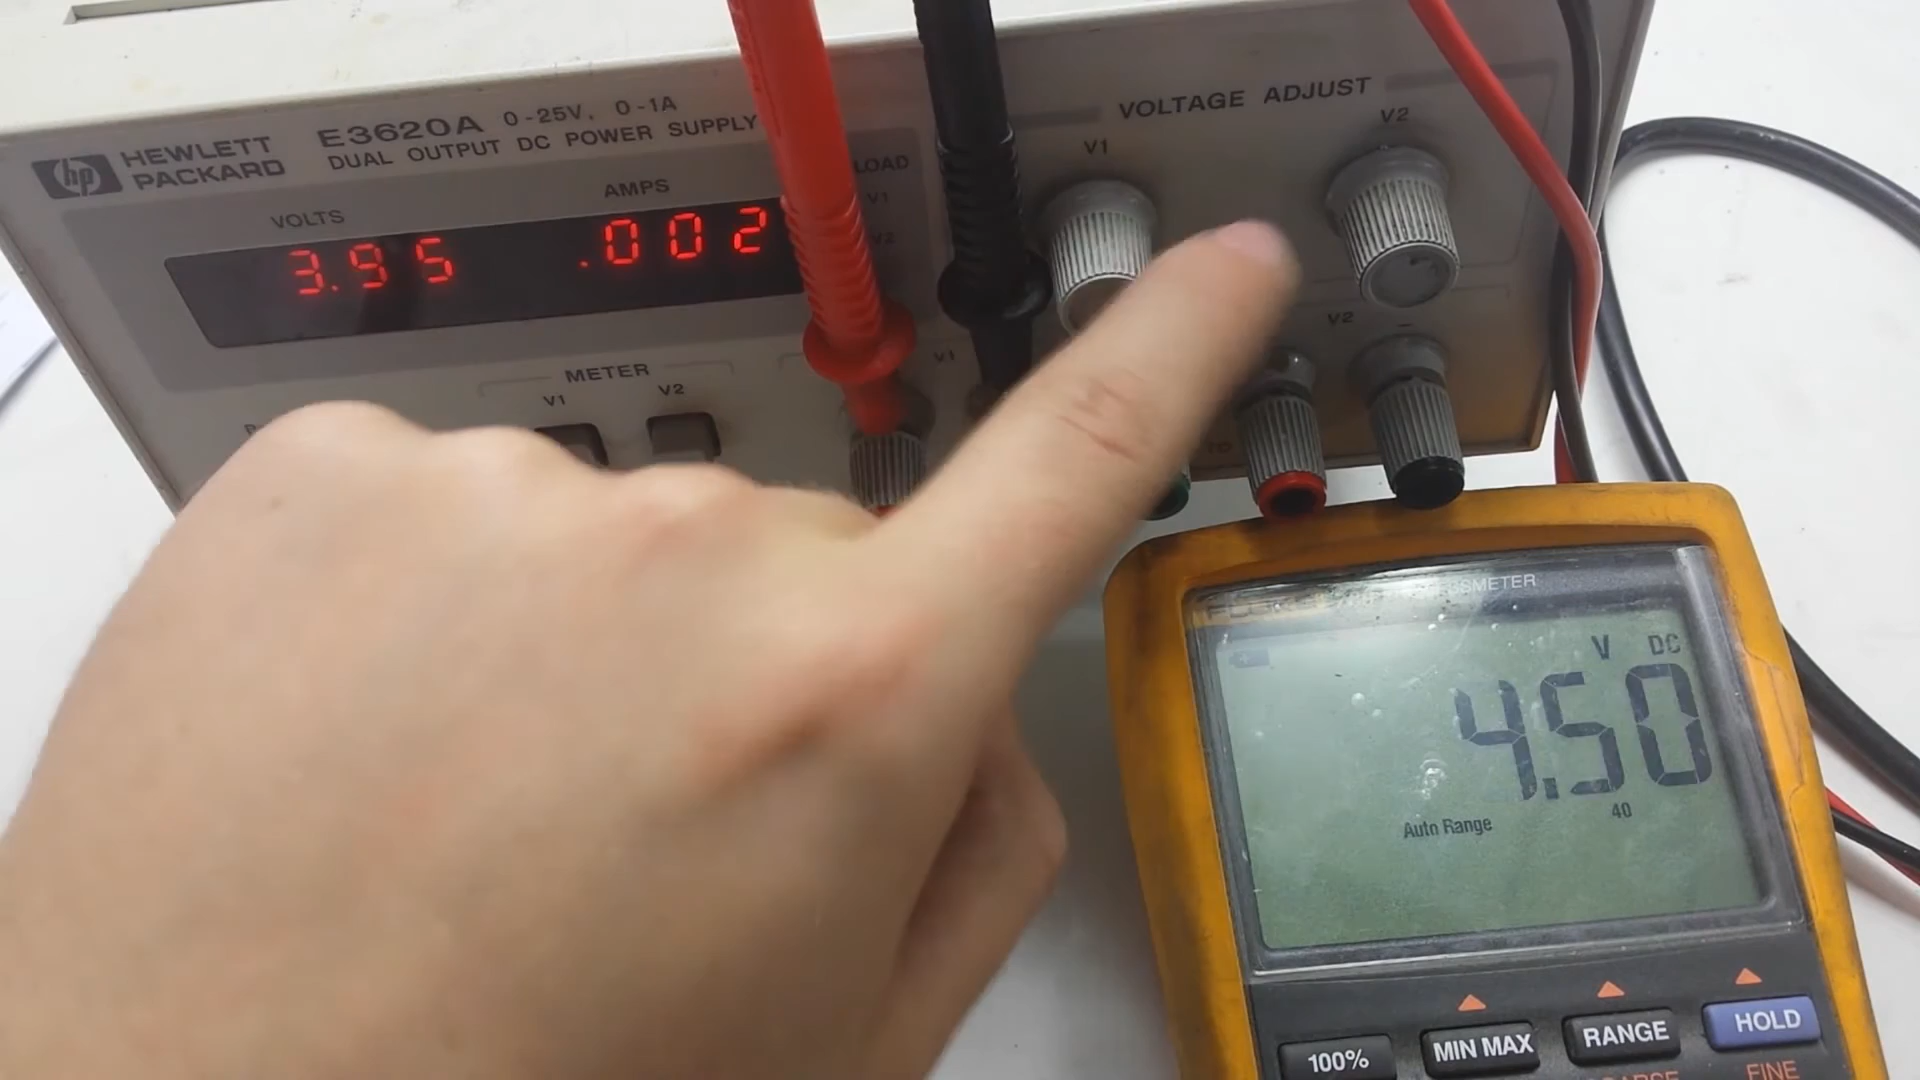 hp HEWLETT PACKARD
E3620A 0-25V, 0-1A
DUAL OUTPUT DC POWER SUPPLY
VOLTS
AMPS
3.95
.002
LOAD
V1
V2
METER
V1
V2
VOLTAGE ADJUST
V1
V2
V1
V2
-
V DC
4.50
40
Auto Range
100%
MIN MAX
RANGE
HOLD
FINE